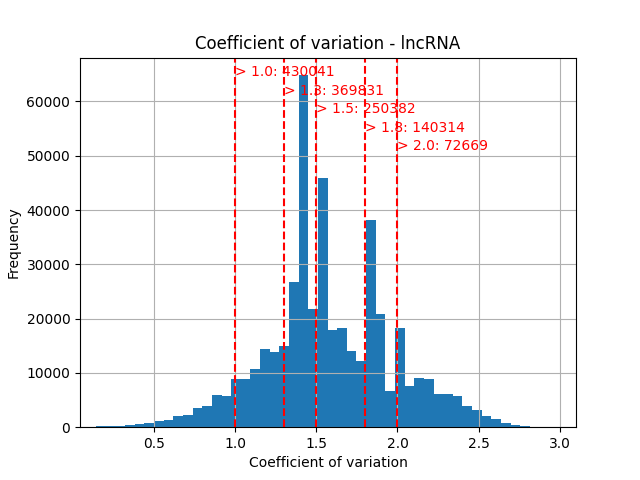 Coefficient of variation - lncRNA
> 1.0: 430041
> 1.3: 369831
> 1.5: 250382
> 1.8: 140314
> 2.0: 72669
Frequency
60000
50000
40000
30000
20000
10000
0
0.5 1.0 1.5 2.0 2.5 3.0
Coefficient of variation